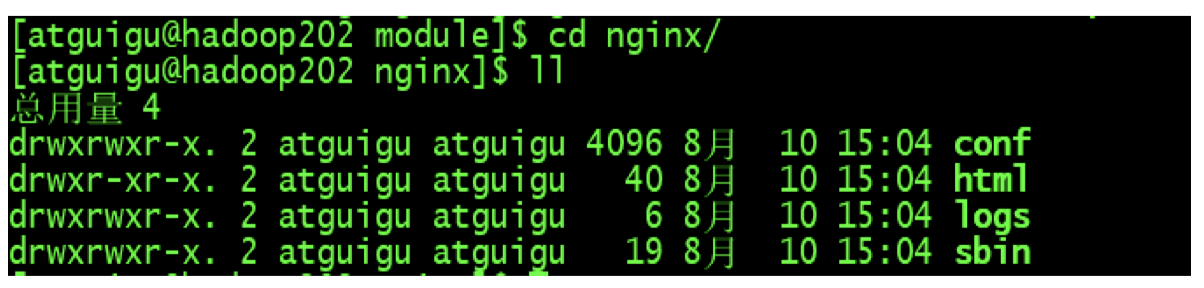 [atguigu@hadoop202 module]$ cd nginx/
[atguigu@hadoop202 nginx]$ ll
总用量 4
drwxrwxr-x. 2 atguigu atguigu 4096 8月  10 15:04 conf
drwxr-xr-x. 2 atguigu atguigu   40 8月  10 15:04 html
drwxrwxr-x. 2 atguigu atguigu    6 8月  10 15:04 logs
drwxrwxr-x. 2 atguigu atguigu   19 8月  10 15:04 sbin